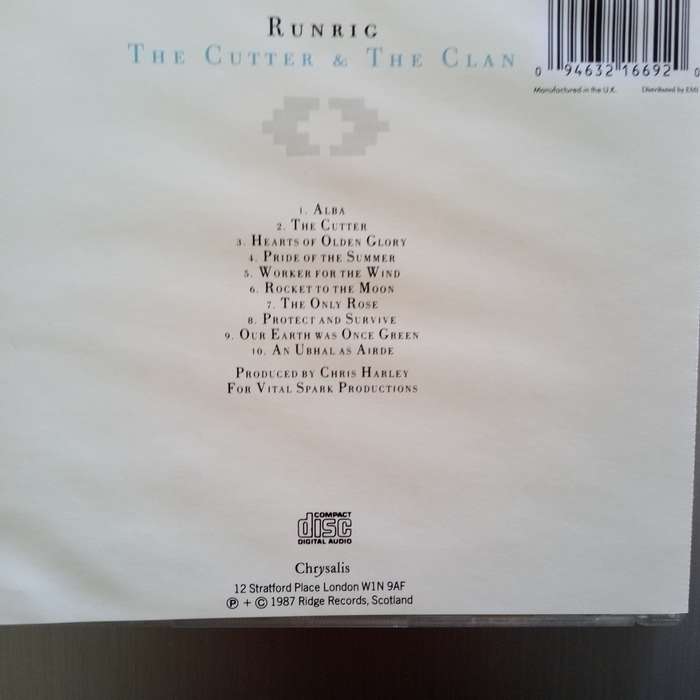 RUNRIG
THE CUTTER & THE CLAN
0 94632 16692 0
Manufactured in the U.K. Distributed by EMI
1. ALBA
2. THE CUTTER
3. HEARTS OF OLDEN GLORY
4. PRIDE OF THE SUMMER
5. WORKER FOR THE WIND
6. ROCKET TO THE MOON
7. THE ONLY ROSE
8. PROTECT AND SURVIVE
9. OUR EARTH WAS ONCE GREEN
10. AN UBHAL AS AIRDE
PRODUCED BY CHRIS HARLEY
FOR VITAL SPARK PRODUCTIONS
COMPACT
disc
DIGITAL AUDIO
Chrysalis
12 Stratford Place London W1N 9AF
℗ + © 1987 Ridge Records, Scotland